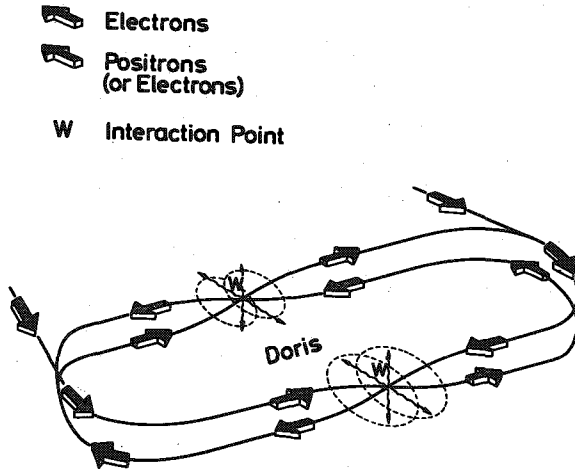 Electrons
Positrons
(or Electrons)
W Interaction Point
W
Doris
W